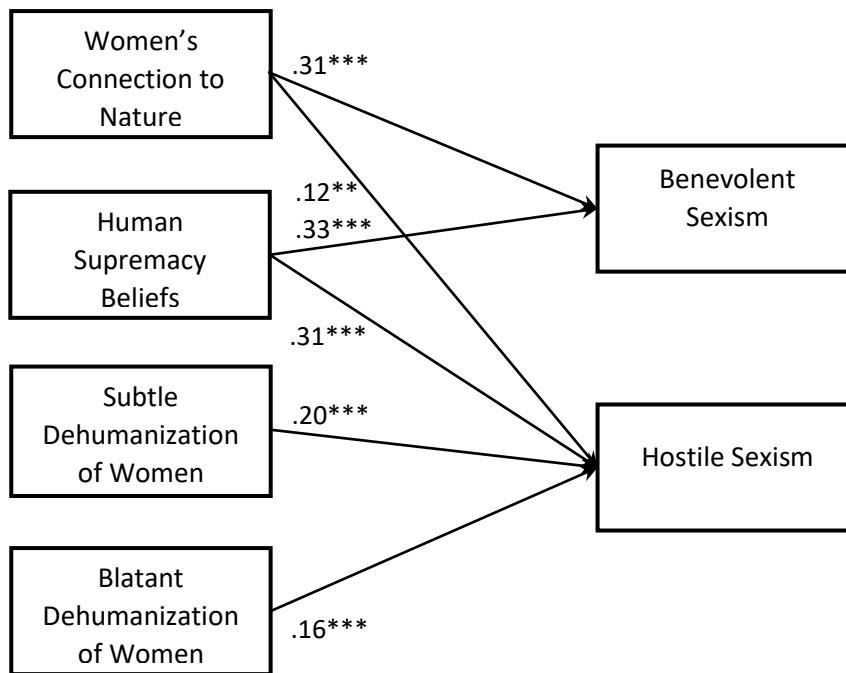 Women’s
Connection to
Nature
.31***
.12**
Human
Supremacy
Beliefs
.33***
.31***
Subtle
Dehumanization
of Women
.20***
Blatant
Dehumanization
of Women
.16***
Benevolent
Sexism
Hostile Sexism